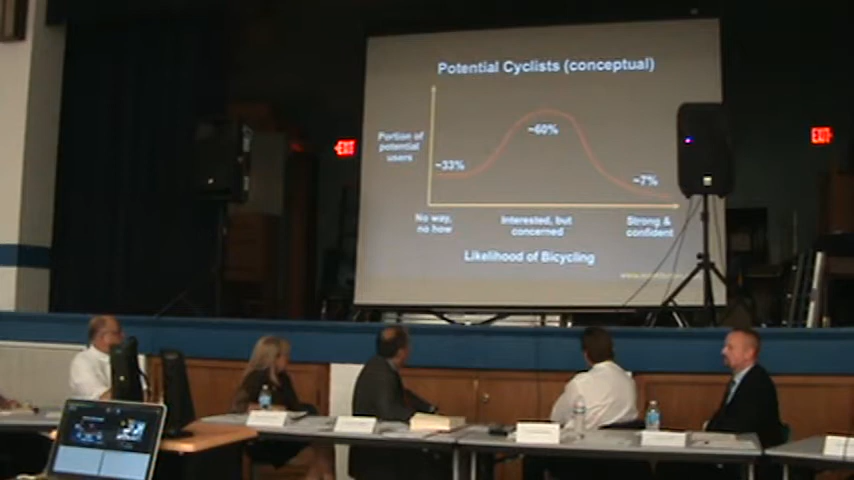 Potential Cyclists (conceptual)
Portion of
potential
users
~33%
~60%
~7%
No way,
no how
Interested, but
concerned
Strong &
confident
Likelihood of Bicycling
EXIT
EXIT